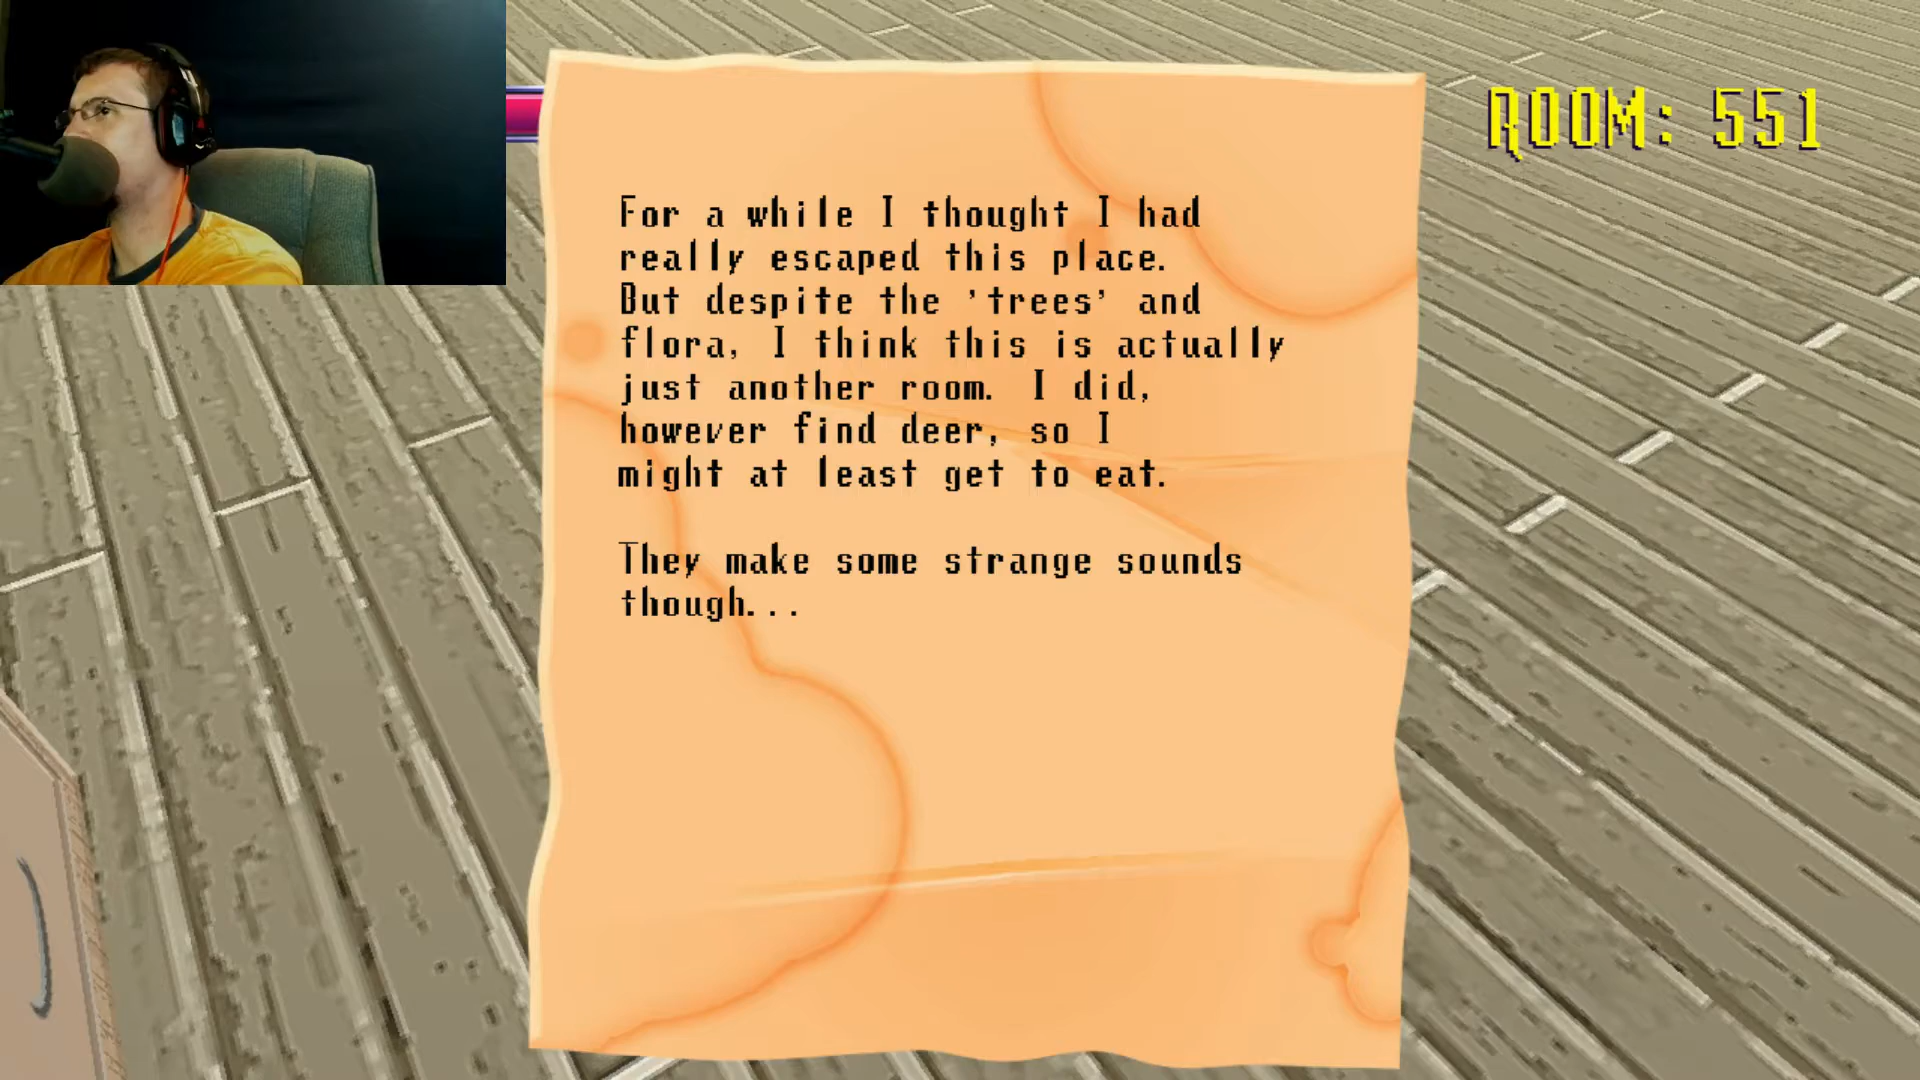 ROOM: 551
For a while I thought I had
really escaped this place.
But despite the 'trees' and
flora, I think this is actually
just another room. I did,
however find deer, so I
might at least get to eat.
They make some strange sounds
though...